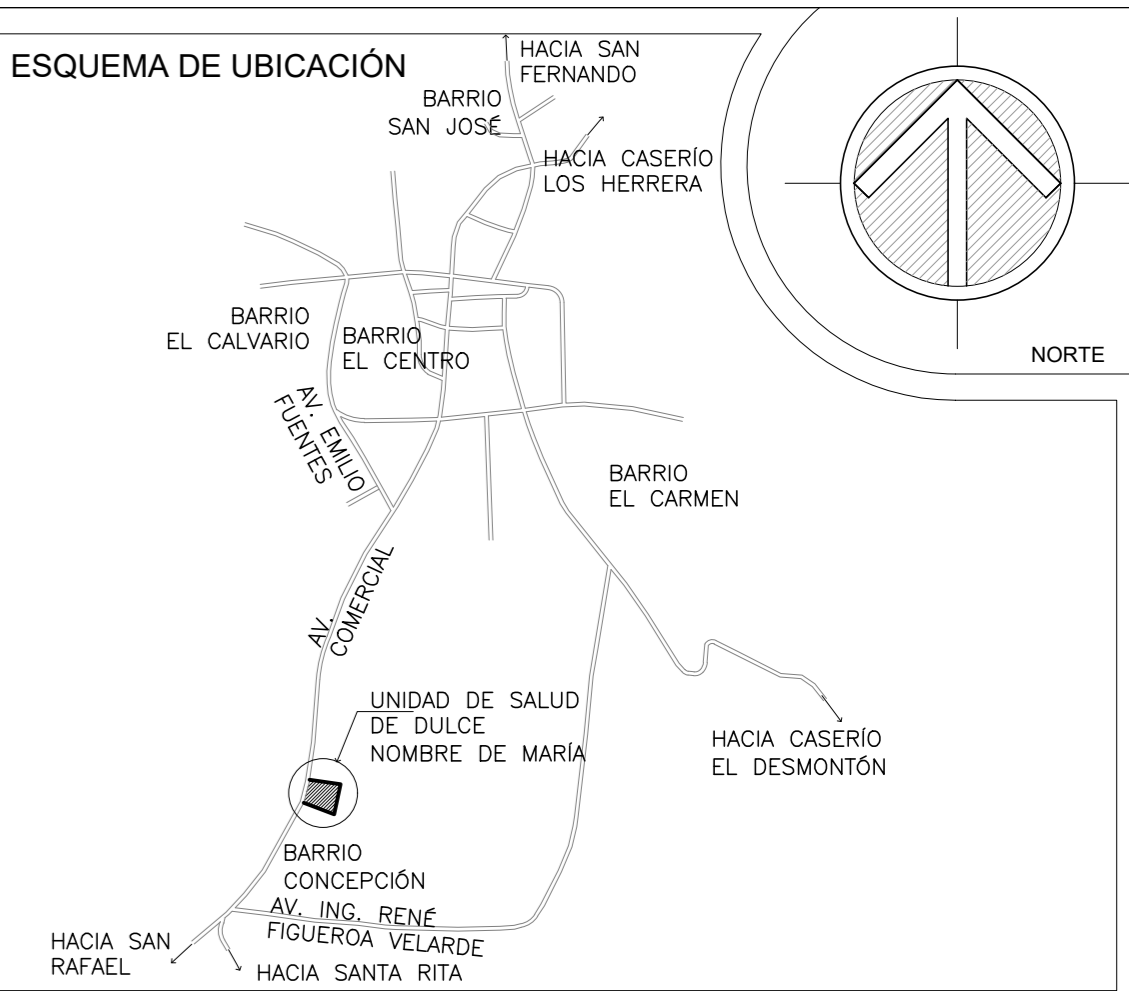 ESQUEMA DE UBICACIÓN
HACIA SAN
FERNANDO
BARRIO
SAN JOSÉ
HACIA CASERÍO
LOS HERRERA
NORTE
BARRIO
EL CALVARIO
BARRIO
EL CENTRO
AV. EMILIO
FUENTES
BARRIO
EL CARMEN
AV.
COMERCIAL
UNIDAD DE SALUD
DE DULCE
NOMBRE DE MARÍA
HACIA CASERÍO
EL DESMONTÓN
BARRIO
CONCEPCIÓN
AV. ING. RENÉ
FIGUEROA VELARDE
HACIA SAN
RAFAEL
HACIA SANTA RITA